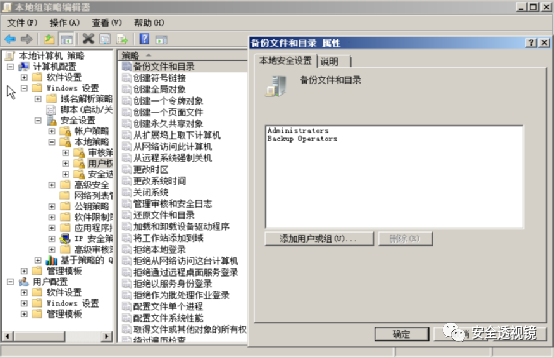 本地组策略编辑器
文件(F) 操作(A) 查看(V) 帮助(H)
本地计算机 策略
计算机配置
软件设置
Windows 设置
域名解析策略
脚本(启动/关
安全设置
帐户策略
本地策略
审核策
用户权
安全选
高级安全
网络列表管
公钥策略
软件限制
应用程序
IP 安全策
高级审核
基于策略的 Q
管理模板
用户配置
软件设置
Windows 设置
管理模板
策略
备份文件和目录
创建符号链接
创建全局对象
创建一个令牌对象
创建一个页面文件
创建永久共享对象
从扩展坞上取下计算机
从网络访问此计算机
从远程系统强制关机
更改时区
更改系统时间
关闭系统
管理审核和安全日志
还原文件和目录
加载和卸载设备驱动程序
将工作站添加到域
拒绝本地登录
拒绝从网络访问这台计算机
拒绝通过远程桌面服务登录
拒绝以服务身份登录
拒绝作为批处理作业登录
配置文件单个进程
配置文件系统性能
取得文件或其他对象的所有权
绕过遍历检查
备份文件和目录 属性
本地安全设置 说明
备份文件和目录
Administrators
Backup Operators
添加用户或组(U)... 删除(R)
确定
安全透视镜